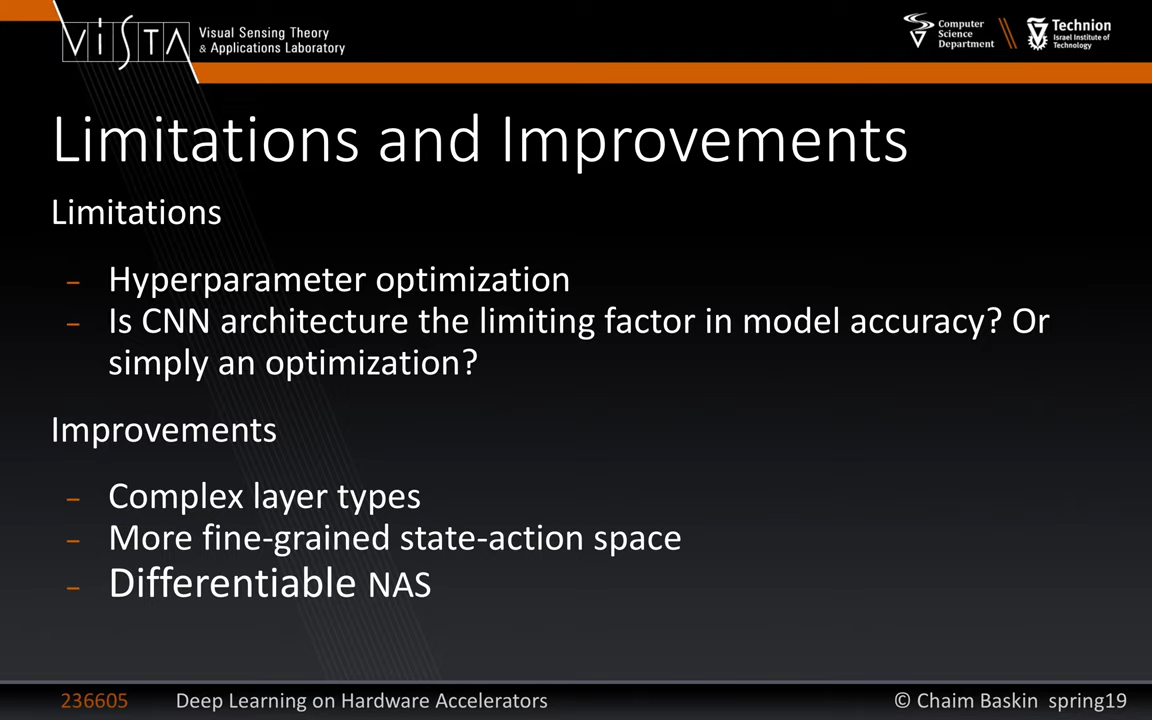 ViSTA
Visual Sensing Theory
& Applications Laboratory
Computer
Science
Department
Technion
Israel Institute of
Technology
Limitations and Improvements
Limitations
– Hyperparameter optimization
– Is CNN architecture the limiting factor in model accuracy? Or
simply an optimization?
Improvements
– Complex layer types
– More fine-grained state-action space
– Differentiable NAS
236605 Deep Learning on Hardware Accelerators © Chaim Baskin spring19